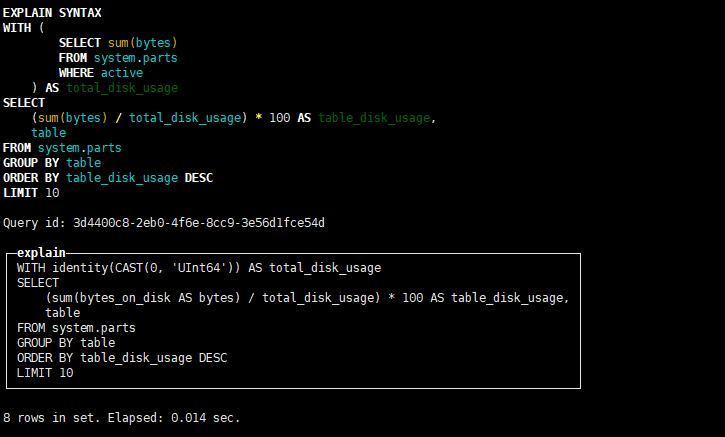 EXPLAIN SYNTAX
WITH (
        SELECT sum(bytes)
        FROM system.parts
        WHERE active
    ) AS total_disk_usage
SELECT
    (sum(bytes) / total_disk_usage) * 100 AS table_disk_usage,
    table
FROM system.parts
GROUP BY table
ORDER BY table_disk_usage DESC
LIMIT 10
Query id: 3d4400c8-2eb0-4f6e-8cc9-3e56d1fce54d
explain
WITH identity(CAST(0, 'UInt64')) AS total_disk_usage
SELECT
    (sum(bytes_on_disk AS bytes) / total_disk_usage) * 100 AS table_disk_usage,
    table
FROM system.parts
GROUP BY table
ORDER BY table_disk_usage DESC
LIMIT 10
8 rows in set. Elapsed: 0.014 sec.